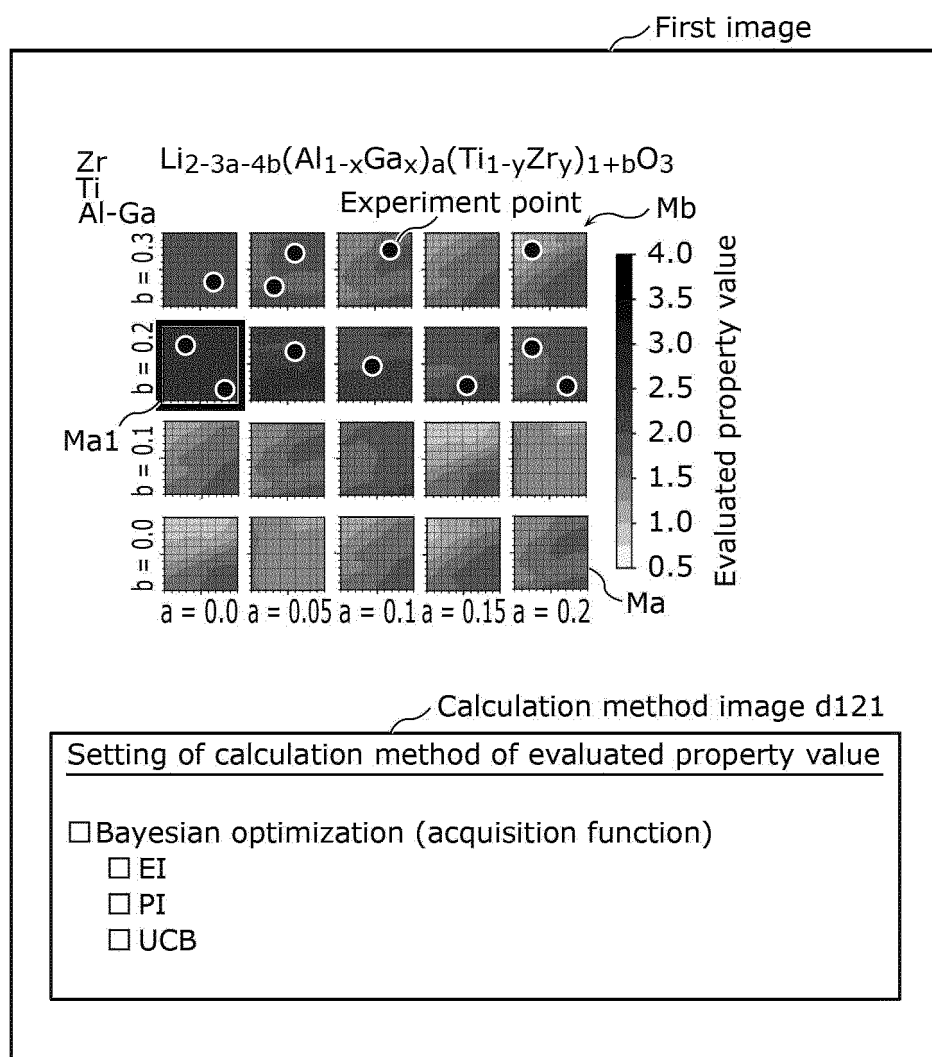 First image
Zr
Ti
Al-Ga
Li2-3a-4b(Al1-xGax)a(Ti1-yZry)1+bO3
Experiment point
Mb
b = 0.3
b = 0.2
b = 0.1
b = 0.0
Ma1
4.0
3.5
3.0
2.5
2.0
1.5
1.0
0.5
Evaluated property value
Ma
a = 0.0 a = 0.05 a = 0.1 a = 0.15 a = 0.2
Calculation method image d121
Setting of calculation method of evaluated property value
Bayesian optimization (acquisition function)
EI
PI
UCB